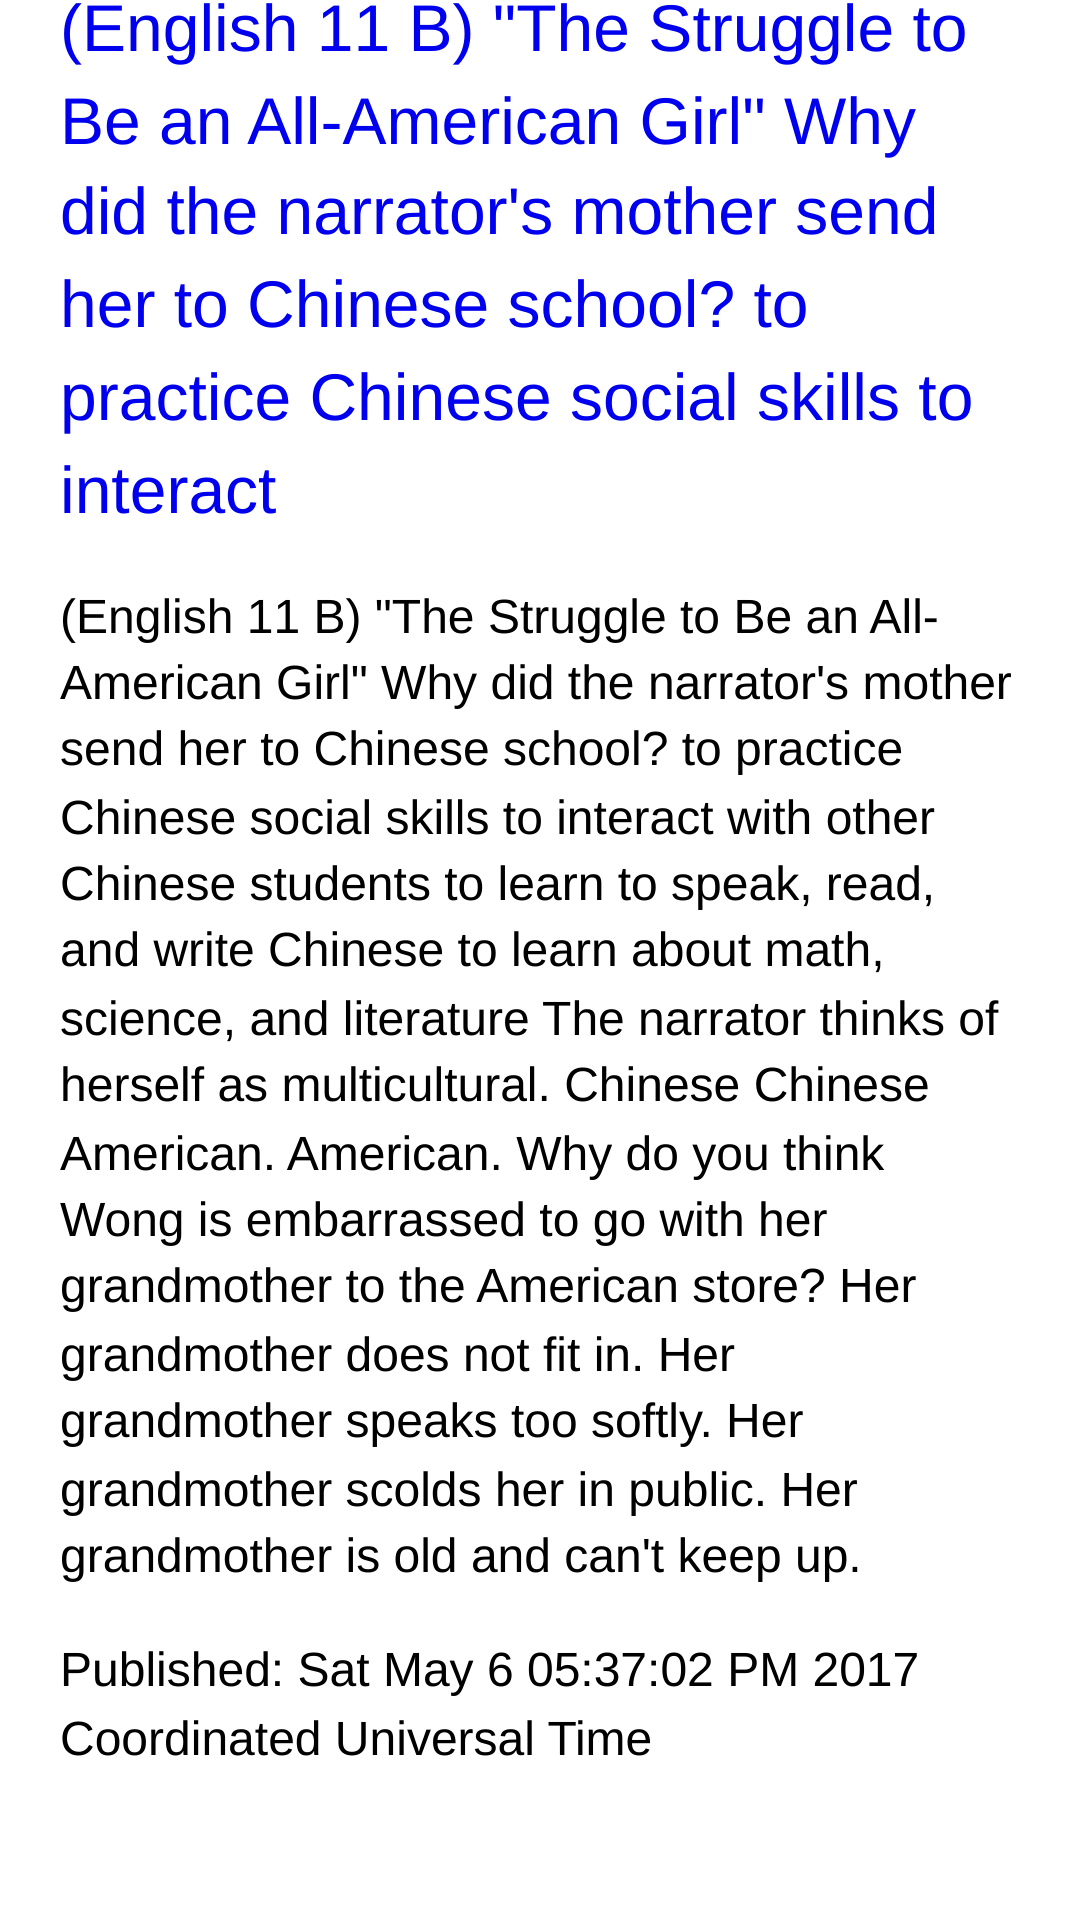 (English 11 B) "The Struggle to
Be an All-American Girl" Why
did the narrator's mother send
her to Chinese school? to
practice Chinese social skills to
interact
(English 11 B) "The Struggle to Be an All-
American Girl" Why did the narrator's mother
send her to Chinese school? to practice
Chinese social skills to interact with other
Chinese students to learn to speak, read,
and write Chinese to learn about math,
science, and literature The narrator thinks of
herself as multicultural. Chinese Chinese
American. American. Why do you think
Wong is embarrassed to go with her
grandmother to the American store? Her
grandmother does not fit in. Her
grandmother speaks too softly. Her
grandmother scolds her in public. Her
grandmother is old and can't keep up.
Published: Sat May 6 05:37:02 PM 2017
Coordinated Universal Time